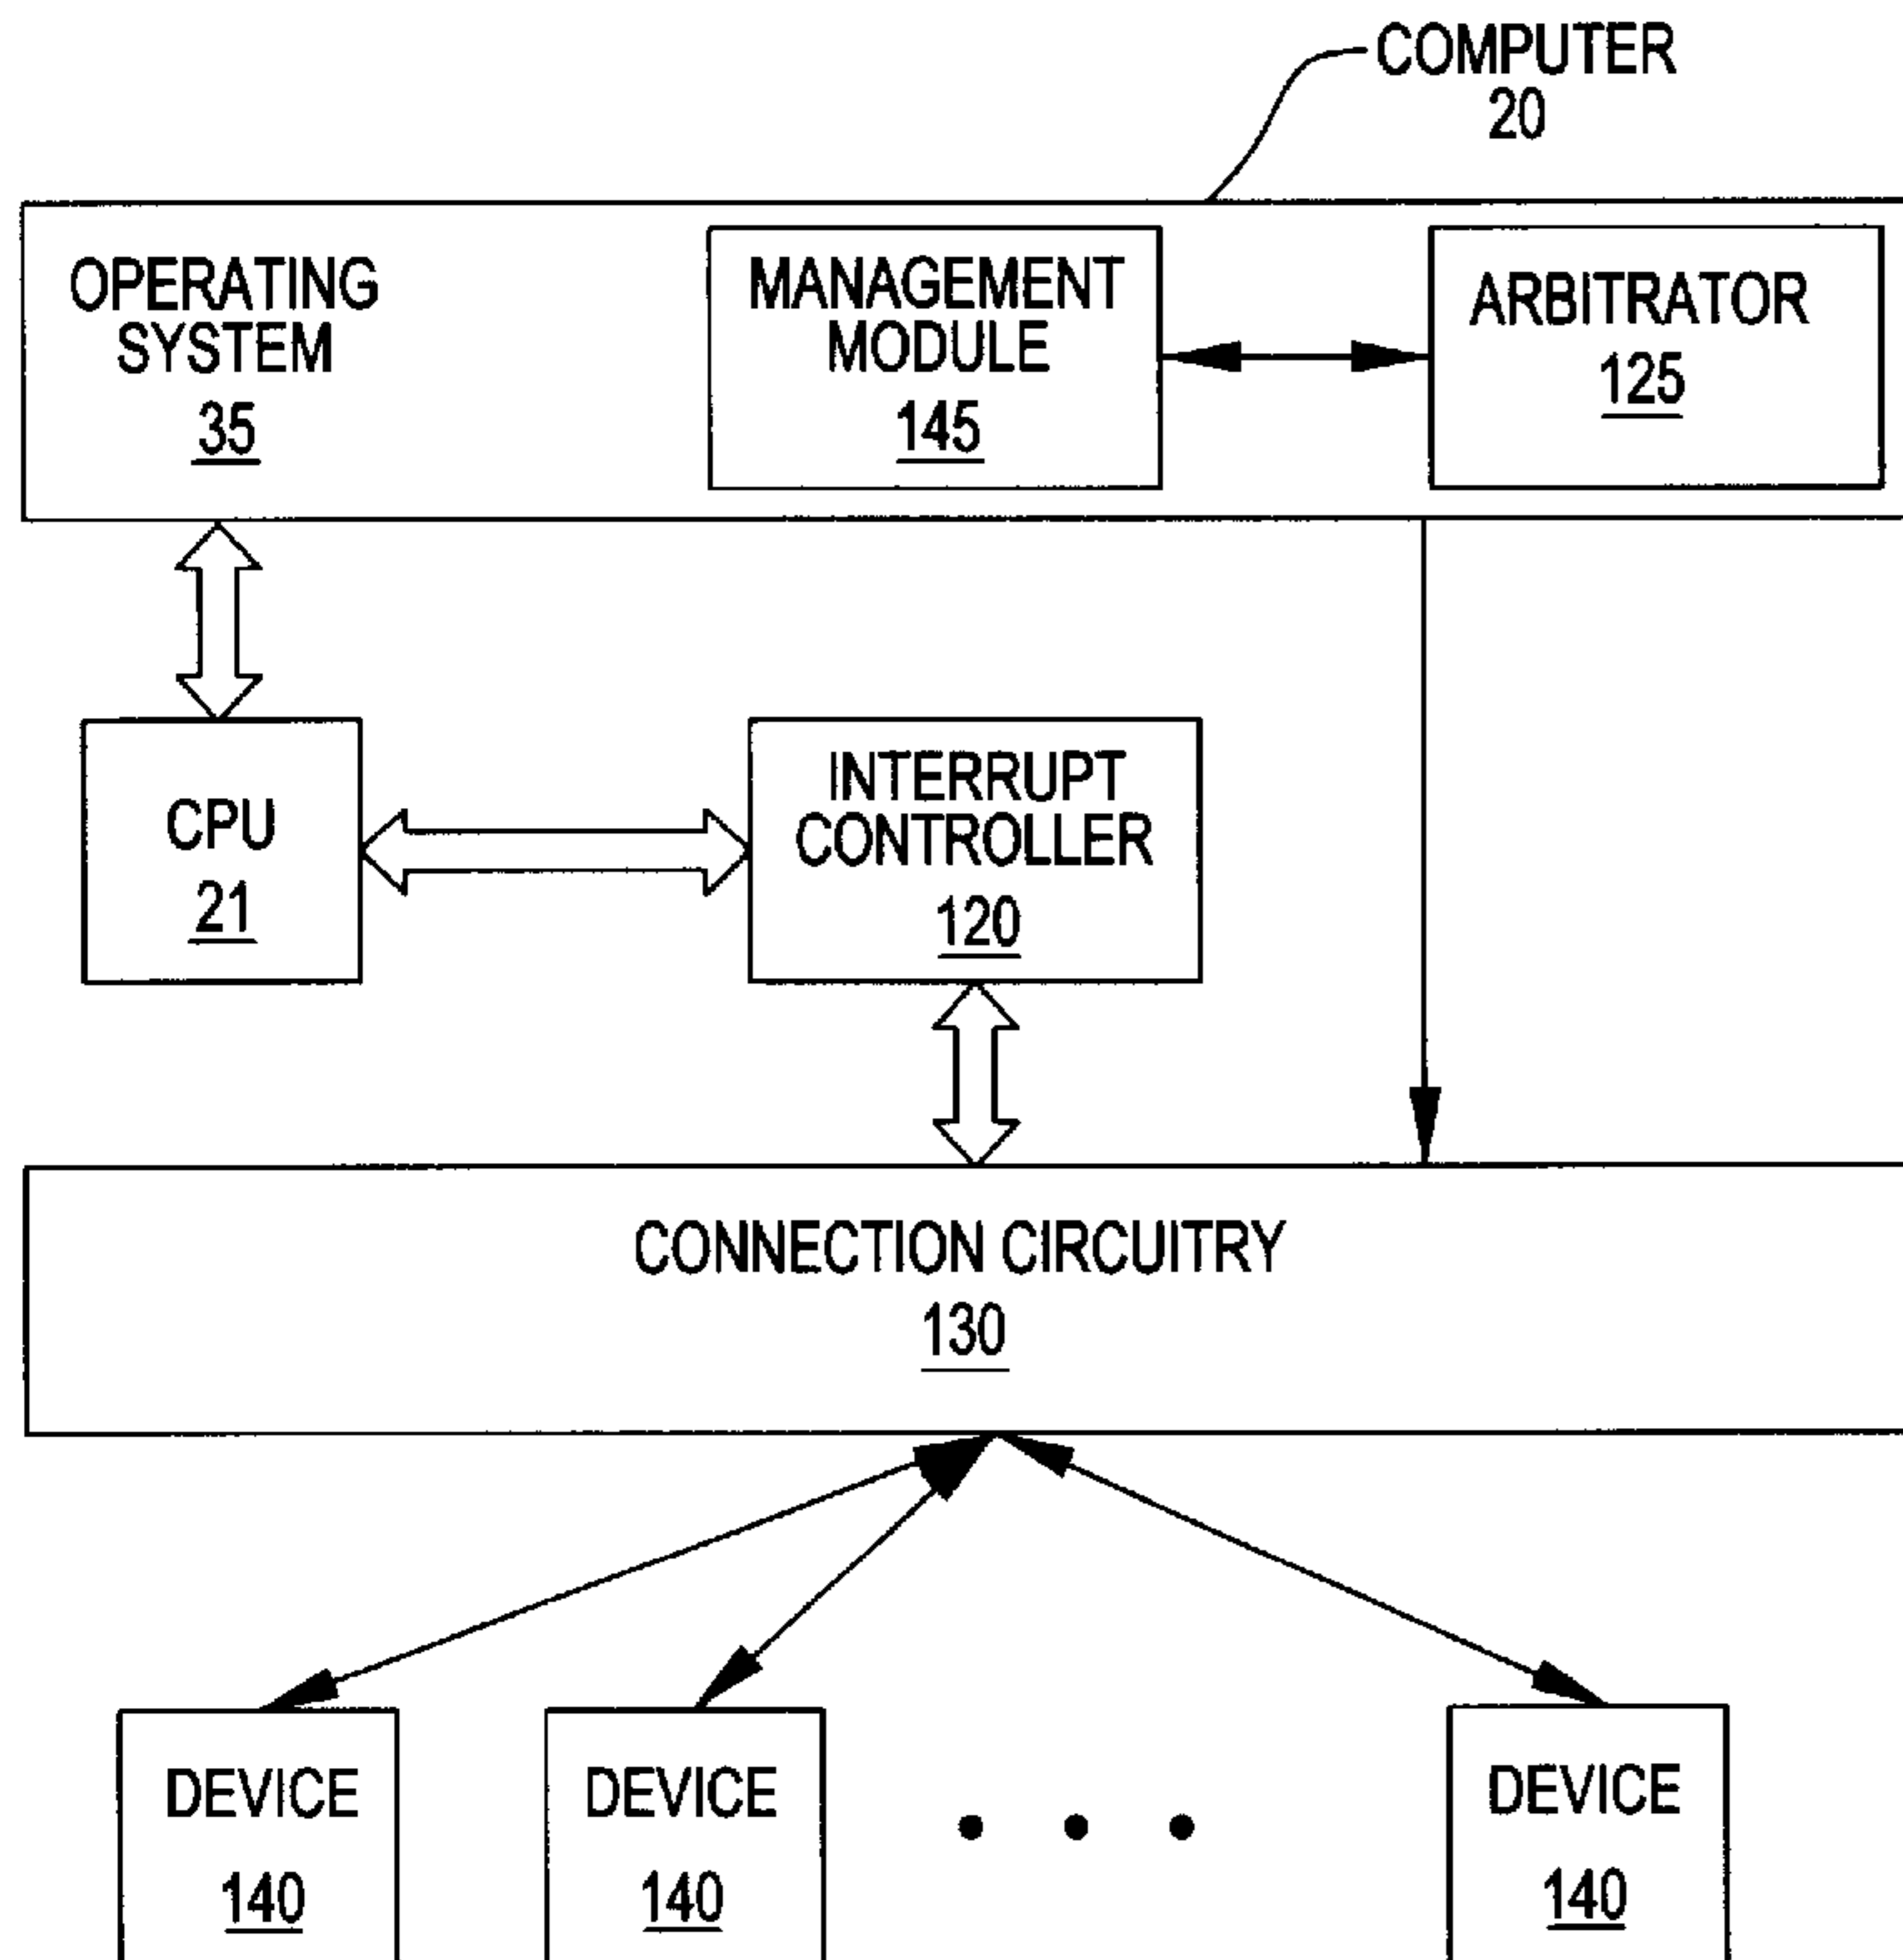 COMPUTER
20
OPERATING
SYSTEM
35
MANAGEMENT
MODULE
145
ARBITRATOR
125
CPU
21
INTERRUPT
CONTROLLER
120
CONNECTION CIRCUITRY
130
DEVICE
140
DEVICE
140
DEVICE
140